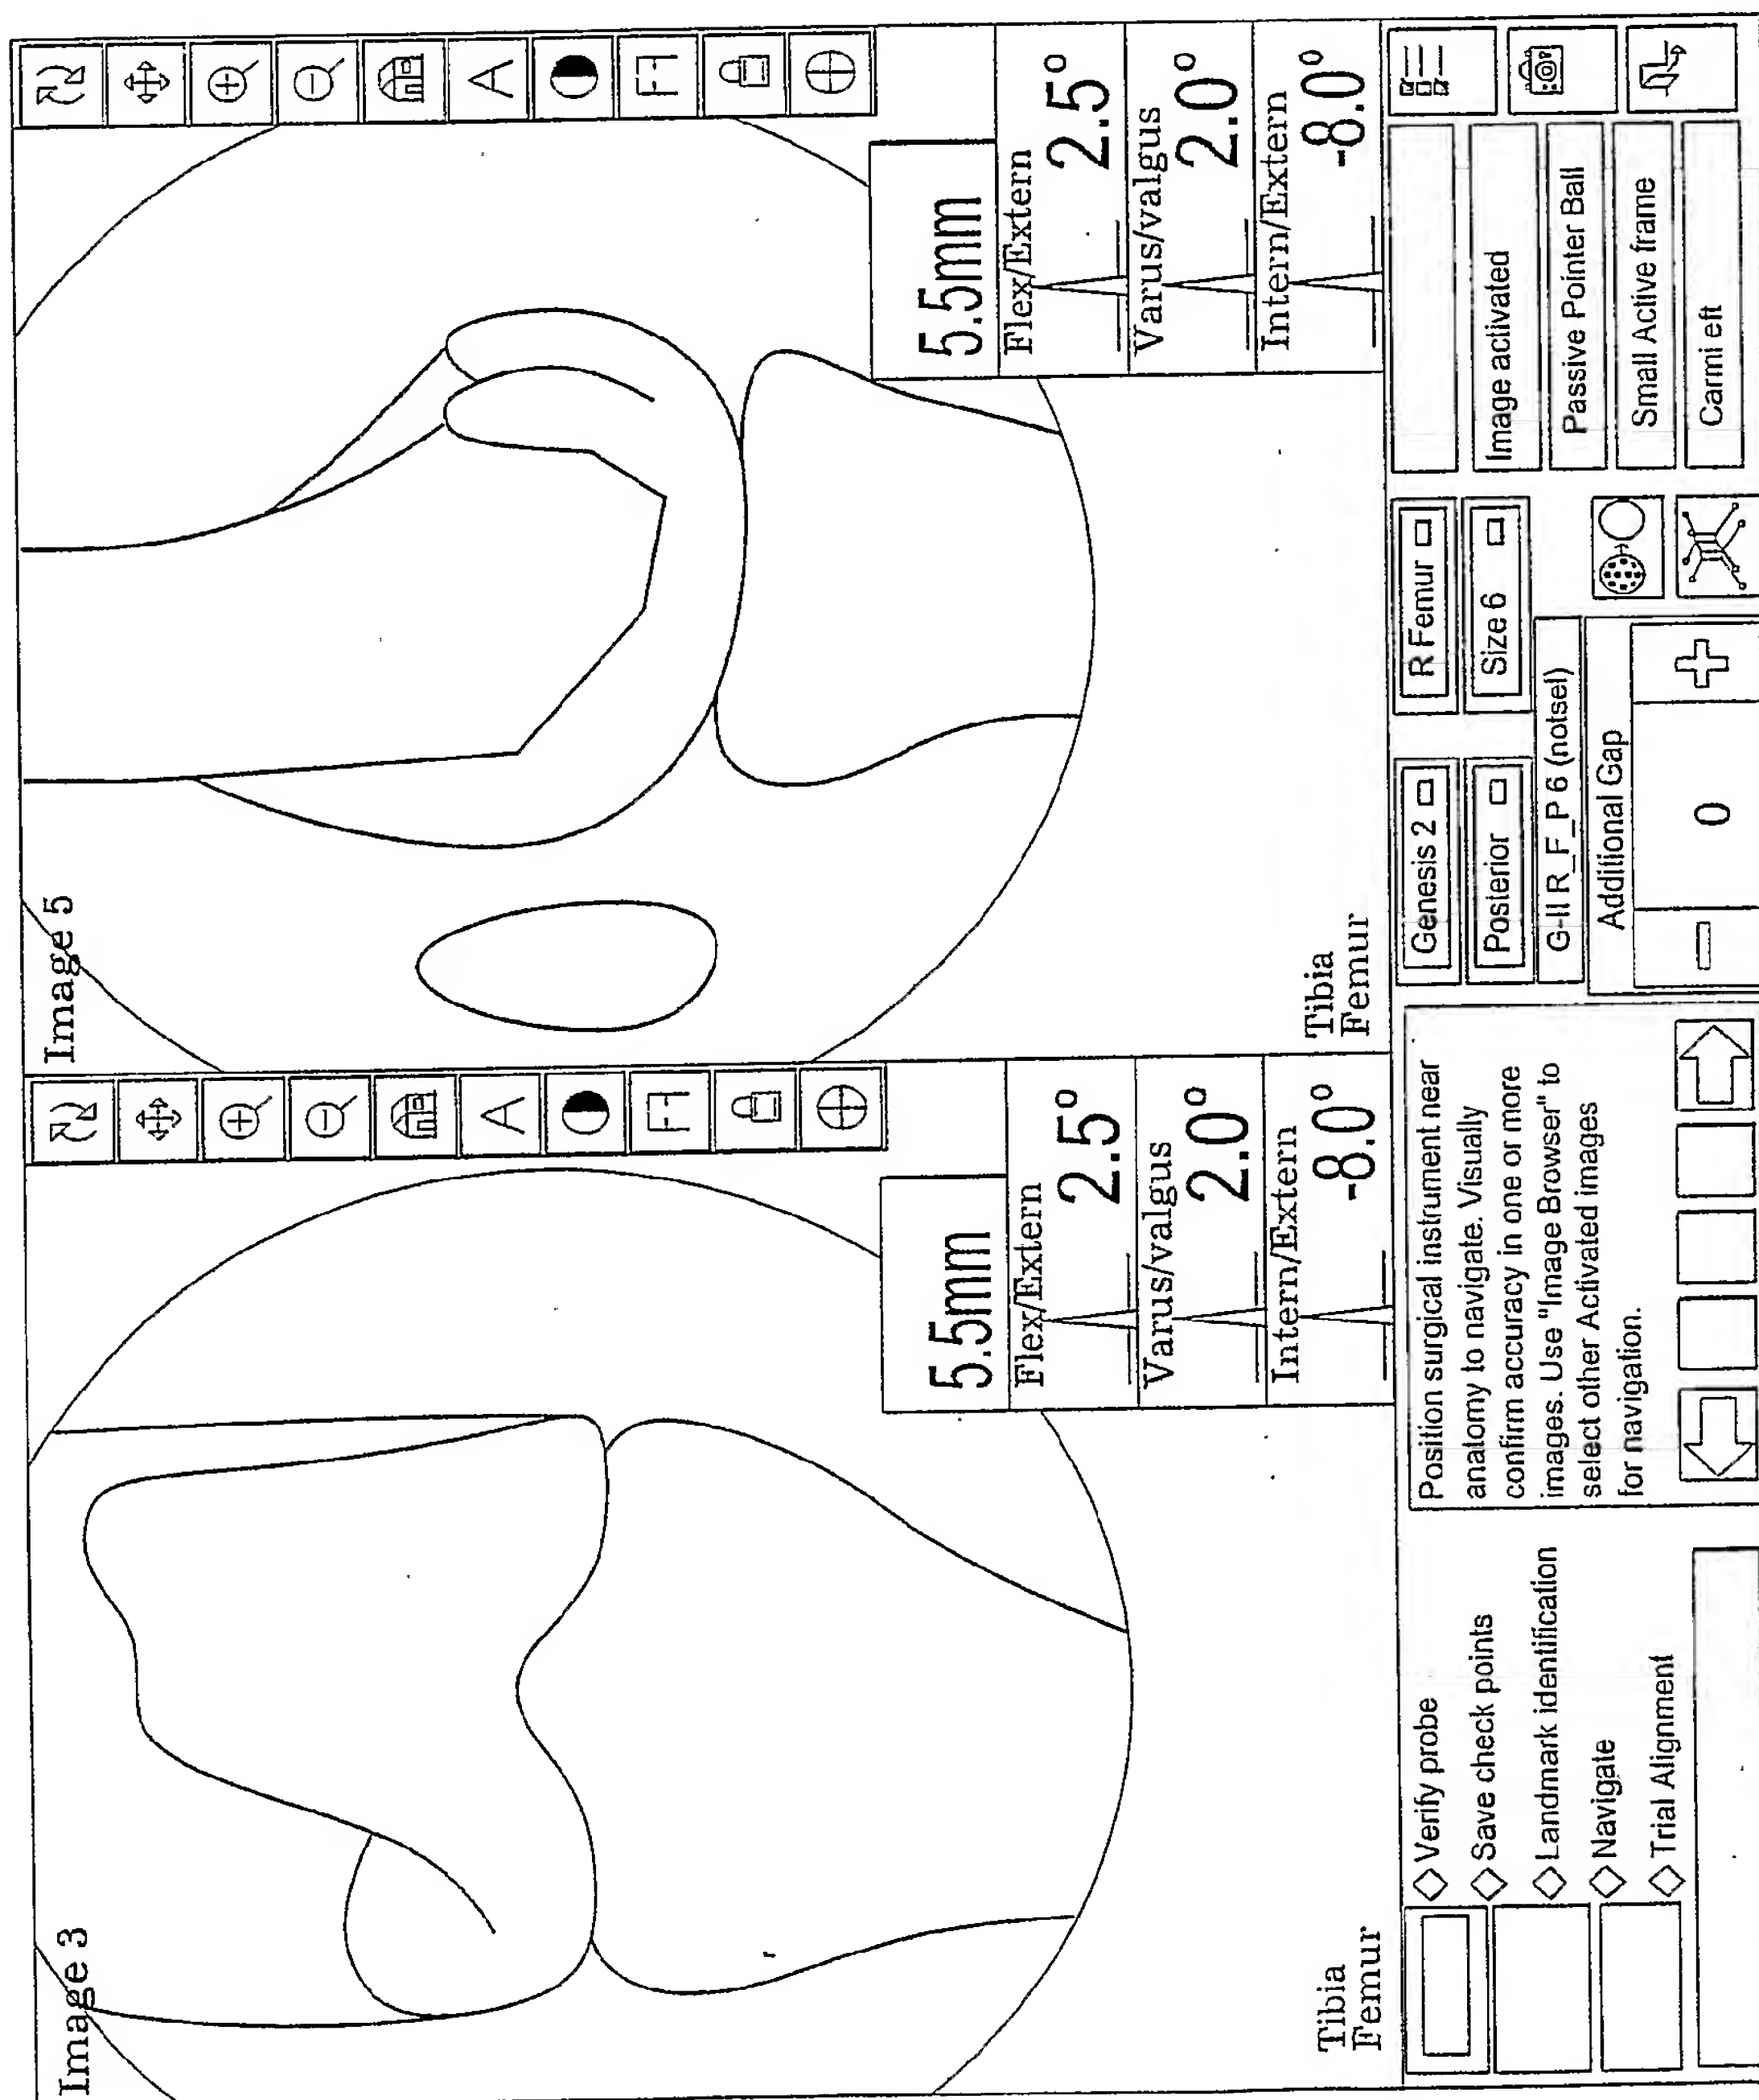 Image 3
A
5.5mm
Flex/Extern
2.5°
Varus/valgus
2.0°
Intern/Extern
-8.0°
Tibia
Femur
Image 5
A
5.5mm
Flex/Extern
2.5°
Varus/valgus
2.0°
Intern/Extern
-8.0°
Tibia
Femur
Verify probe
Save check points
Landmark identification
Navigate
Trial Alignment
Position surgical instrument near
anatomy to navigate. Visually
confirm accuracy in one or more
images. Use "Image Browser" to
select other Activated images
for navigation.
Genesis 2
R Femur
Posterior
Size 6
G-II R_F_P 6 (notsel)
Additional Gap
0
Image activated
Passive Pointer Ball
Small Active frame
Carmi eft